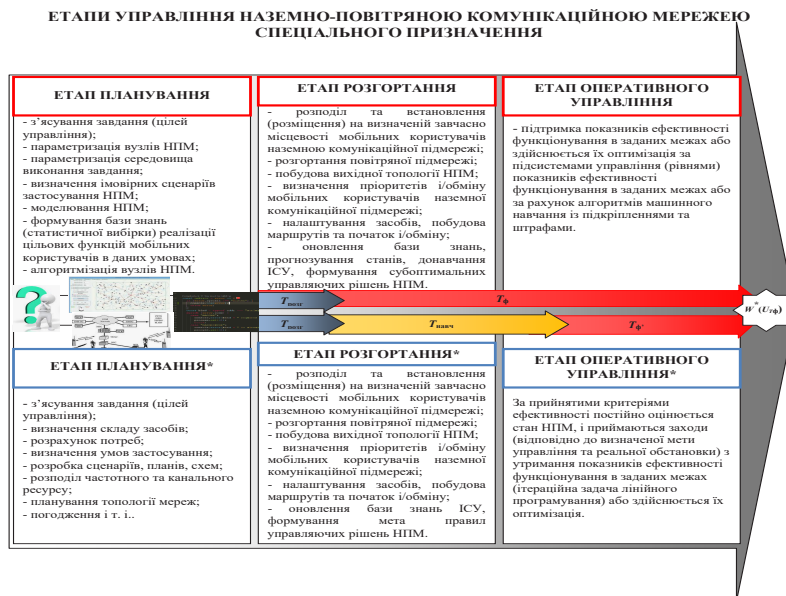 ЕТАПИ УПРАВЛІННЯ НАЗЕМНО-ПОВІТРЯНОЮ КОМУНІКАЦІЙНОЮ МЕРЕЖЕЮ
СПЕЦІАЛЬНОГО ПРИЗНАЧЕННЯ
ЕТАП ПЛАНУВАННЯ
- з’ясування завдання (цілей
управління);
- параметризація вузлів НПМ;
- параметризація середовища
виконання завдання;
- визначення імовірних сценаріїв
застосування НПМ;
- моделювання НПМ;
- формування бази знань
(статистичної вибірки) реалізації
цільових функцій мобільних
користувачів в даних умовах;
- алгоритмізація вузлів НПМ.
ЕТАП РОЗГОРТАННЯ
- розподіл та встановлення
(розміщення) на визначеній завчасно
місцевості мобільних користувачів
наземною комунікаційної підмережі;
- розгортання повітряної підмережі;
- побудова вихідної топології НПМ;
- визначення пріоритетів і/обміну
мобільних користувачів наземної
комунікаційної підмережі;
- налаштування засобів, побудова
маршрутів та початок і/обміну;
- оновлення бази знань,
прогнозування станів, донавчання
ІСУ, формування субоптимальних
управляючих рішень НПМ.
ЕТАП ОПЕРАТИВНОГО
УПРАВЛІННЯ
- підтримка показників ефективності
функціонування в заданих межах або
здійснюється їх оптимізація за
підсистемами управління (рівнями)
показників ефективності
функціонування в заданих межах або
за рахунок алгоритмів машинного
навчання із підкріпленнями та
штрафами.
Tрозг
Tф
W* (UTф)
Tрозг
Tнавч
Tф'
ЕТАП ПЛАНУВАННЯ*
- з’ясування завдання (цілей
управління);
- визначення складу засобів;
- розрахунок потреб;
- визначення умов застосування;
- розробка сценаріїв, планів, схем;
- розподіл частотного та канального
ресурсу;
- планування топології мереж;
- погодження і т. і..
ЕТАП РОЗГОРТАННЯ*
- розподіл та встановлення
(розміщення) на визначеній завчасно
місцевості мобільних користувачів
наземною комунікаційної підмережі;
- розгортання повітряної підмережі;
- побудова вихідної топології НПМ;
- визначення пріоритетів і/обміну
мобільних користувачів наземної
комунікаційної підмережі;
- налаштування засобів, побудова
маршрутів та початок і/обміну;
- оновлення бази знань ІСУ,
формування мета правил
управляючих рішень НПМ.
ЕТАП ОПЕРАТИВНОГО
УПРАВЛІННЯ*
За прийнятими критеріями
ефективності постійно оцінюється
стан НПМ, і приймаються заходи
(відповідно до визначеної мети
управління та реальної обстановки) з
утримання показників ефективності
функціонування в заданих межах
(ітераційна задача лінійного
програмування) або здійснюється їх
оптимізація.